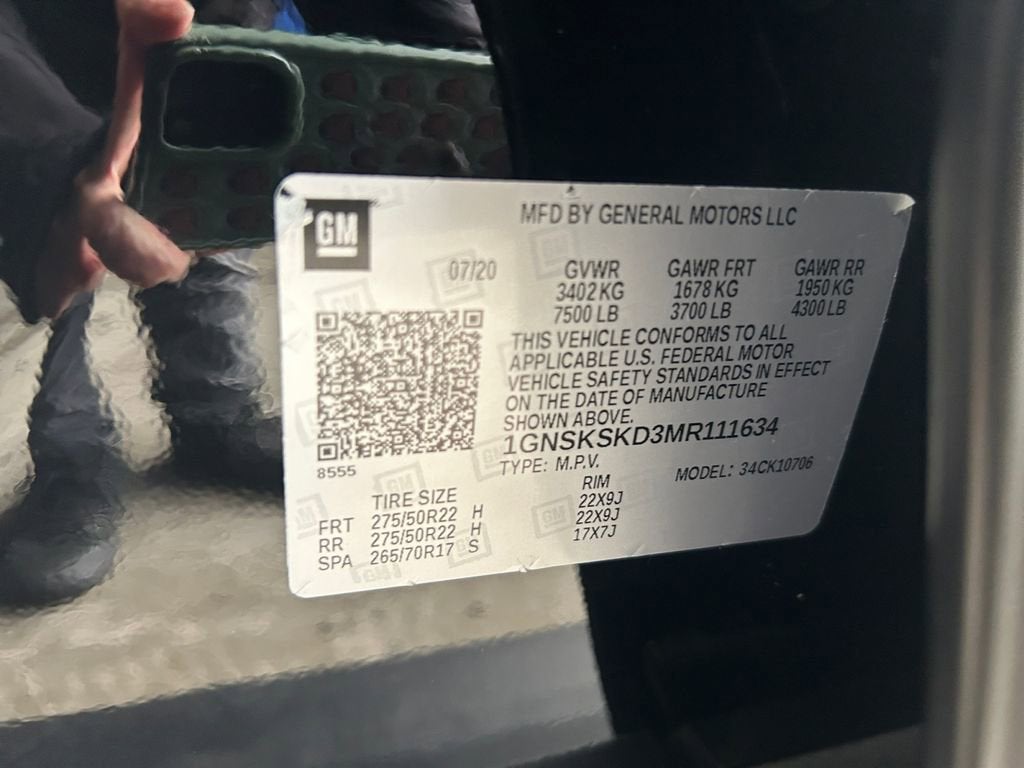 GM
MFD BY GENERAL MOTORS LLC
07/20
GVWR GAWR FRT GAWR RR
3402 KG 1678 KG 1950 KG
7500 LB 3700 LB 4300 LB
THIS VEHICLE CONFORMS TO ALL
APPLICABLE U.S. FEDERAL MOTOR
VEHICLE SAFETY STANDARDS IN EFFECT
ON THE DATE OF MANUFACTURE
SHOWN ABOVE.
1GNSKSKD3MR111634
TYPE: M.P.V. MODEL: 34CK10706
8555
TIRE SIZE RIM
FRT 275/50R22 H 22X9J
RR 275/50R22 H 22X9J
SPA 265/70R17 S 17X7J